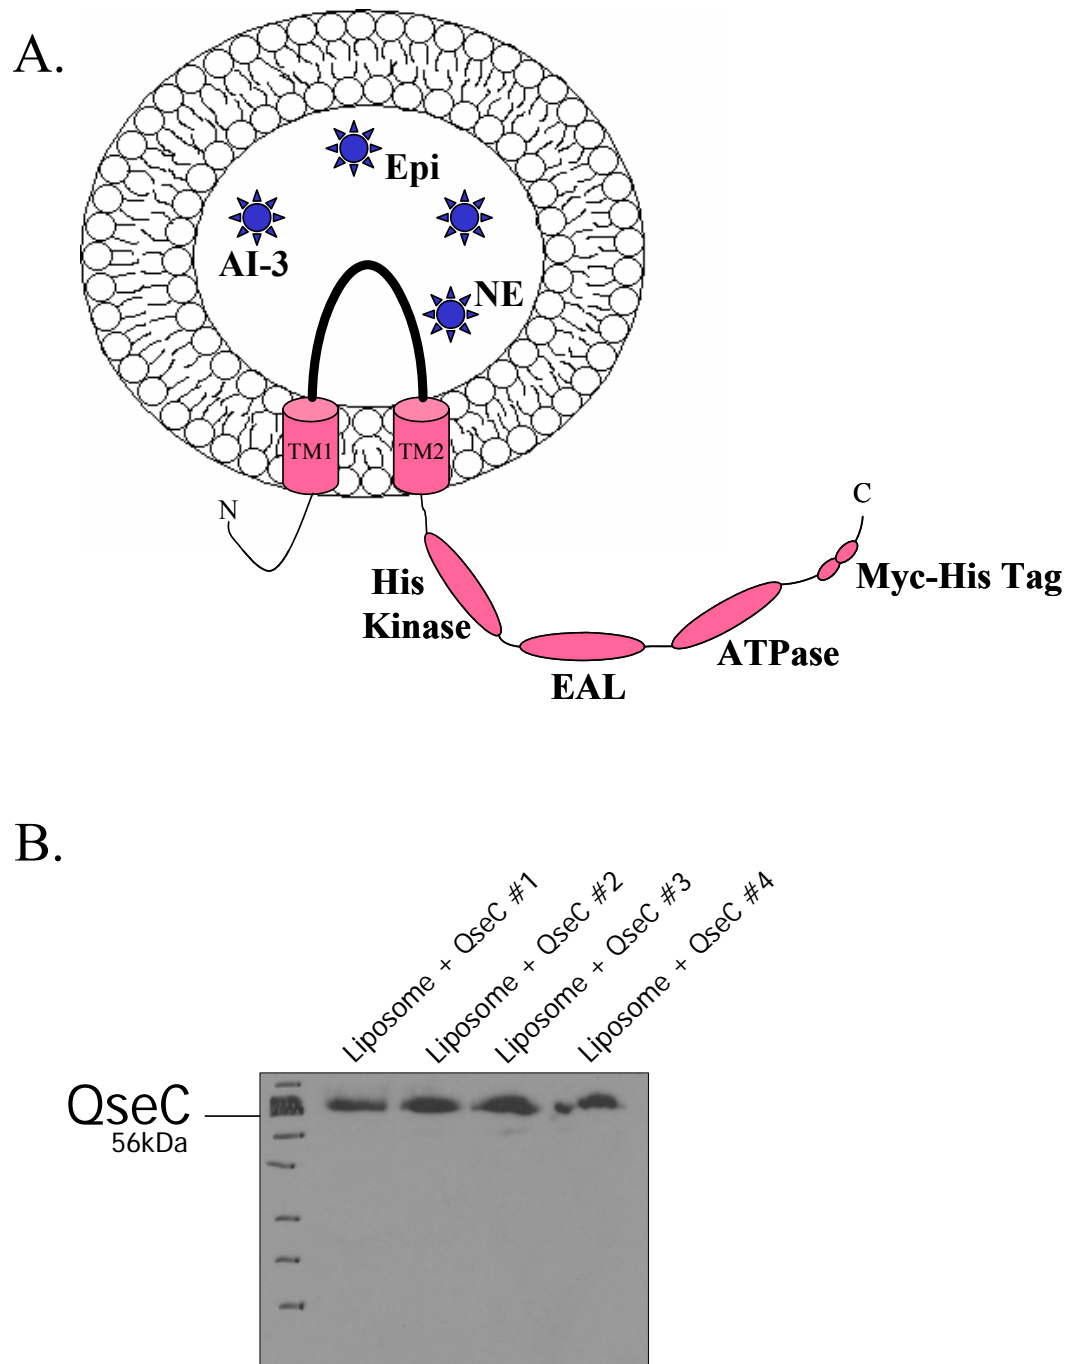 A.
Epi
AI-3
NE
TM1
TM2
N
C
His
Kinase
EAL
ATPase
Myc-His Tag
B.
Liposome + QseC #1
Liposome + QseC #2
Liposome + QseC #3
Liposome + QseC #4
QseC
56kDa